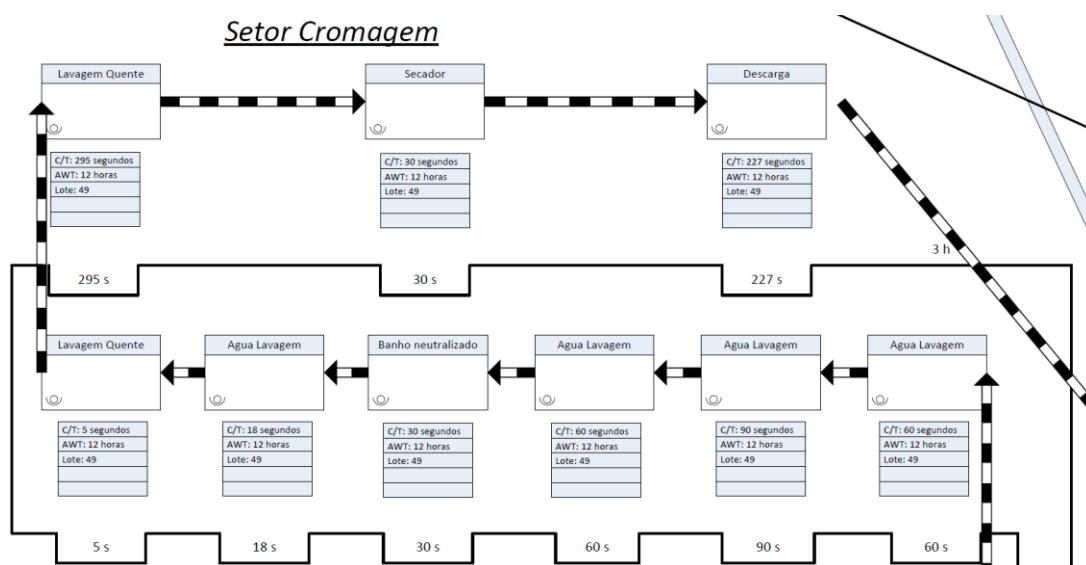 Setor Cromagem
Lavagem Quente
Secador
Descarga
C/T: 295 segundos
AWT: 12 horas
Lote: 49
C/T: 30 segundos
AWT: 12 horas
Lote: 49
C/T: 227 segundos
AWT: 12 horas
Lote: 49
3 h
295 s
30 s
227 s
Lavagem Quente
Agua Lavagem
Banho neutralizado
Agua Lavagem
Agua Lavagem
Agua Lavagem
C/T: 5 segundos
AWT: 12 horas
Lote: 49
C/T: 18 segundos
AWT: 12 horas
Lote: 49
C/T: 30 segundos
AWT: 12 horas
Lote: 49
C/T: 60 segundos
AWT: 12 horas
Lote: 49
C/T: 90 segundos
AWT: 12 horas
Lote: 49
C/T: 60 segundos
AWT: 12 horas
Lote: 49
5 s
18 s
30 s
60 s
90 s
60 s